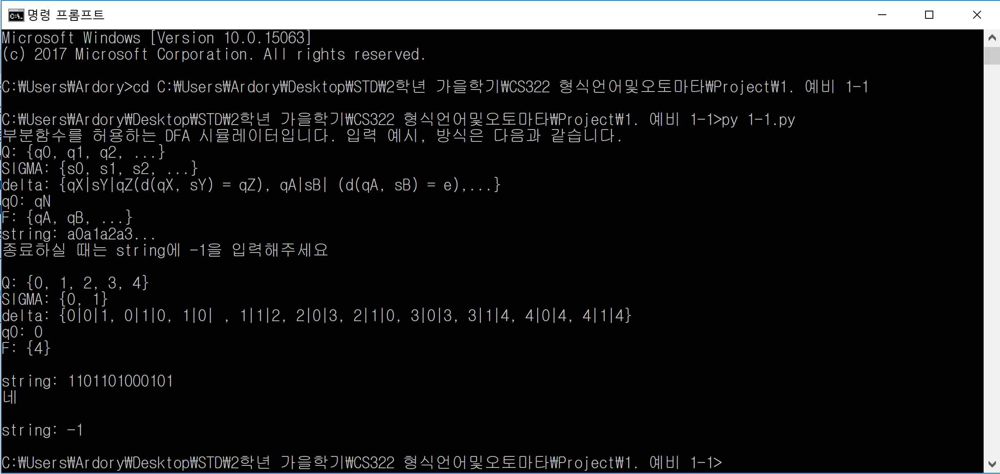 명령 프롬프트
Microsoft Windows [Version 10.0.15063]
(c) 2017 Microsoft Corporation. All rights reserved.
C:₩Users₩Ardory>cd C:₩Users₩Ardory₩Desktop₩STD₩2학년 가을학기₩CS322 형식언어및오토마타₩Project₩1. 예비 1-1
C:₩Users₩Ardory₩Desktop₩STD₩2학년 가을학기₩CS322 형식언어및오토마타₩Project₩1. 예비 1-1>py 1-1.py
부분함수를 허용하는 DFA 시뮬레이터입니다. 입력 예시, 방식은 다음과 같습니다.
Q: {q0, q1, q2, ...}
SIGMA: {s0, s1, s2, ...}
delta: {qX|sY|qZ(d(qX, sY) = qZ), qA|sB| (d(qA, sB) = e),...}
q0: qN
F: {qA, qB, ...}
string: a0a1a2a3...
종료하실 때는 string에 -1을 입력해주세요
Q: {0, 1, 2, 3, 4}
SIGMA: {0, 1}
delta: {0|0|1, 0|1|0, 1|0| , 1|1|2, 2|0|3, 2|1|0, 3|0|3, 3|1|4, 4|0|4, 4|1|4}
q0: 0
F: {4}
string: 1101101000101
네
string: -1
C:₩Users₩Ardory₩Desktop₩STD₩2학년 가을학기₩CS322 형식언어및오토마타₩Project₩1. 예비 1-1>